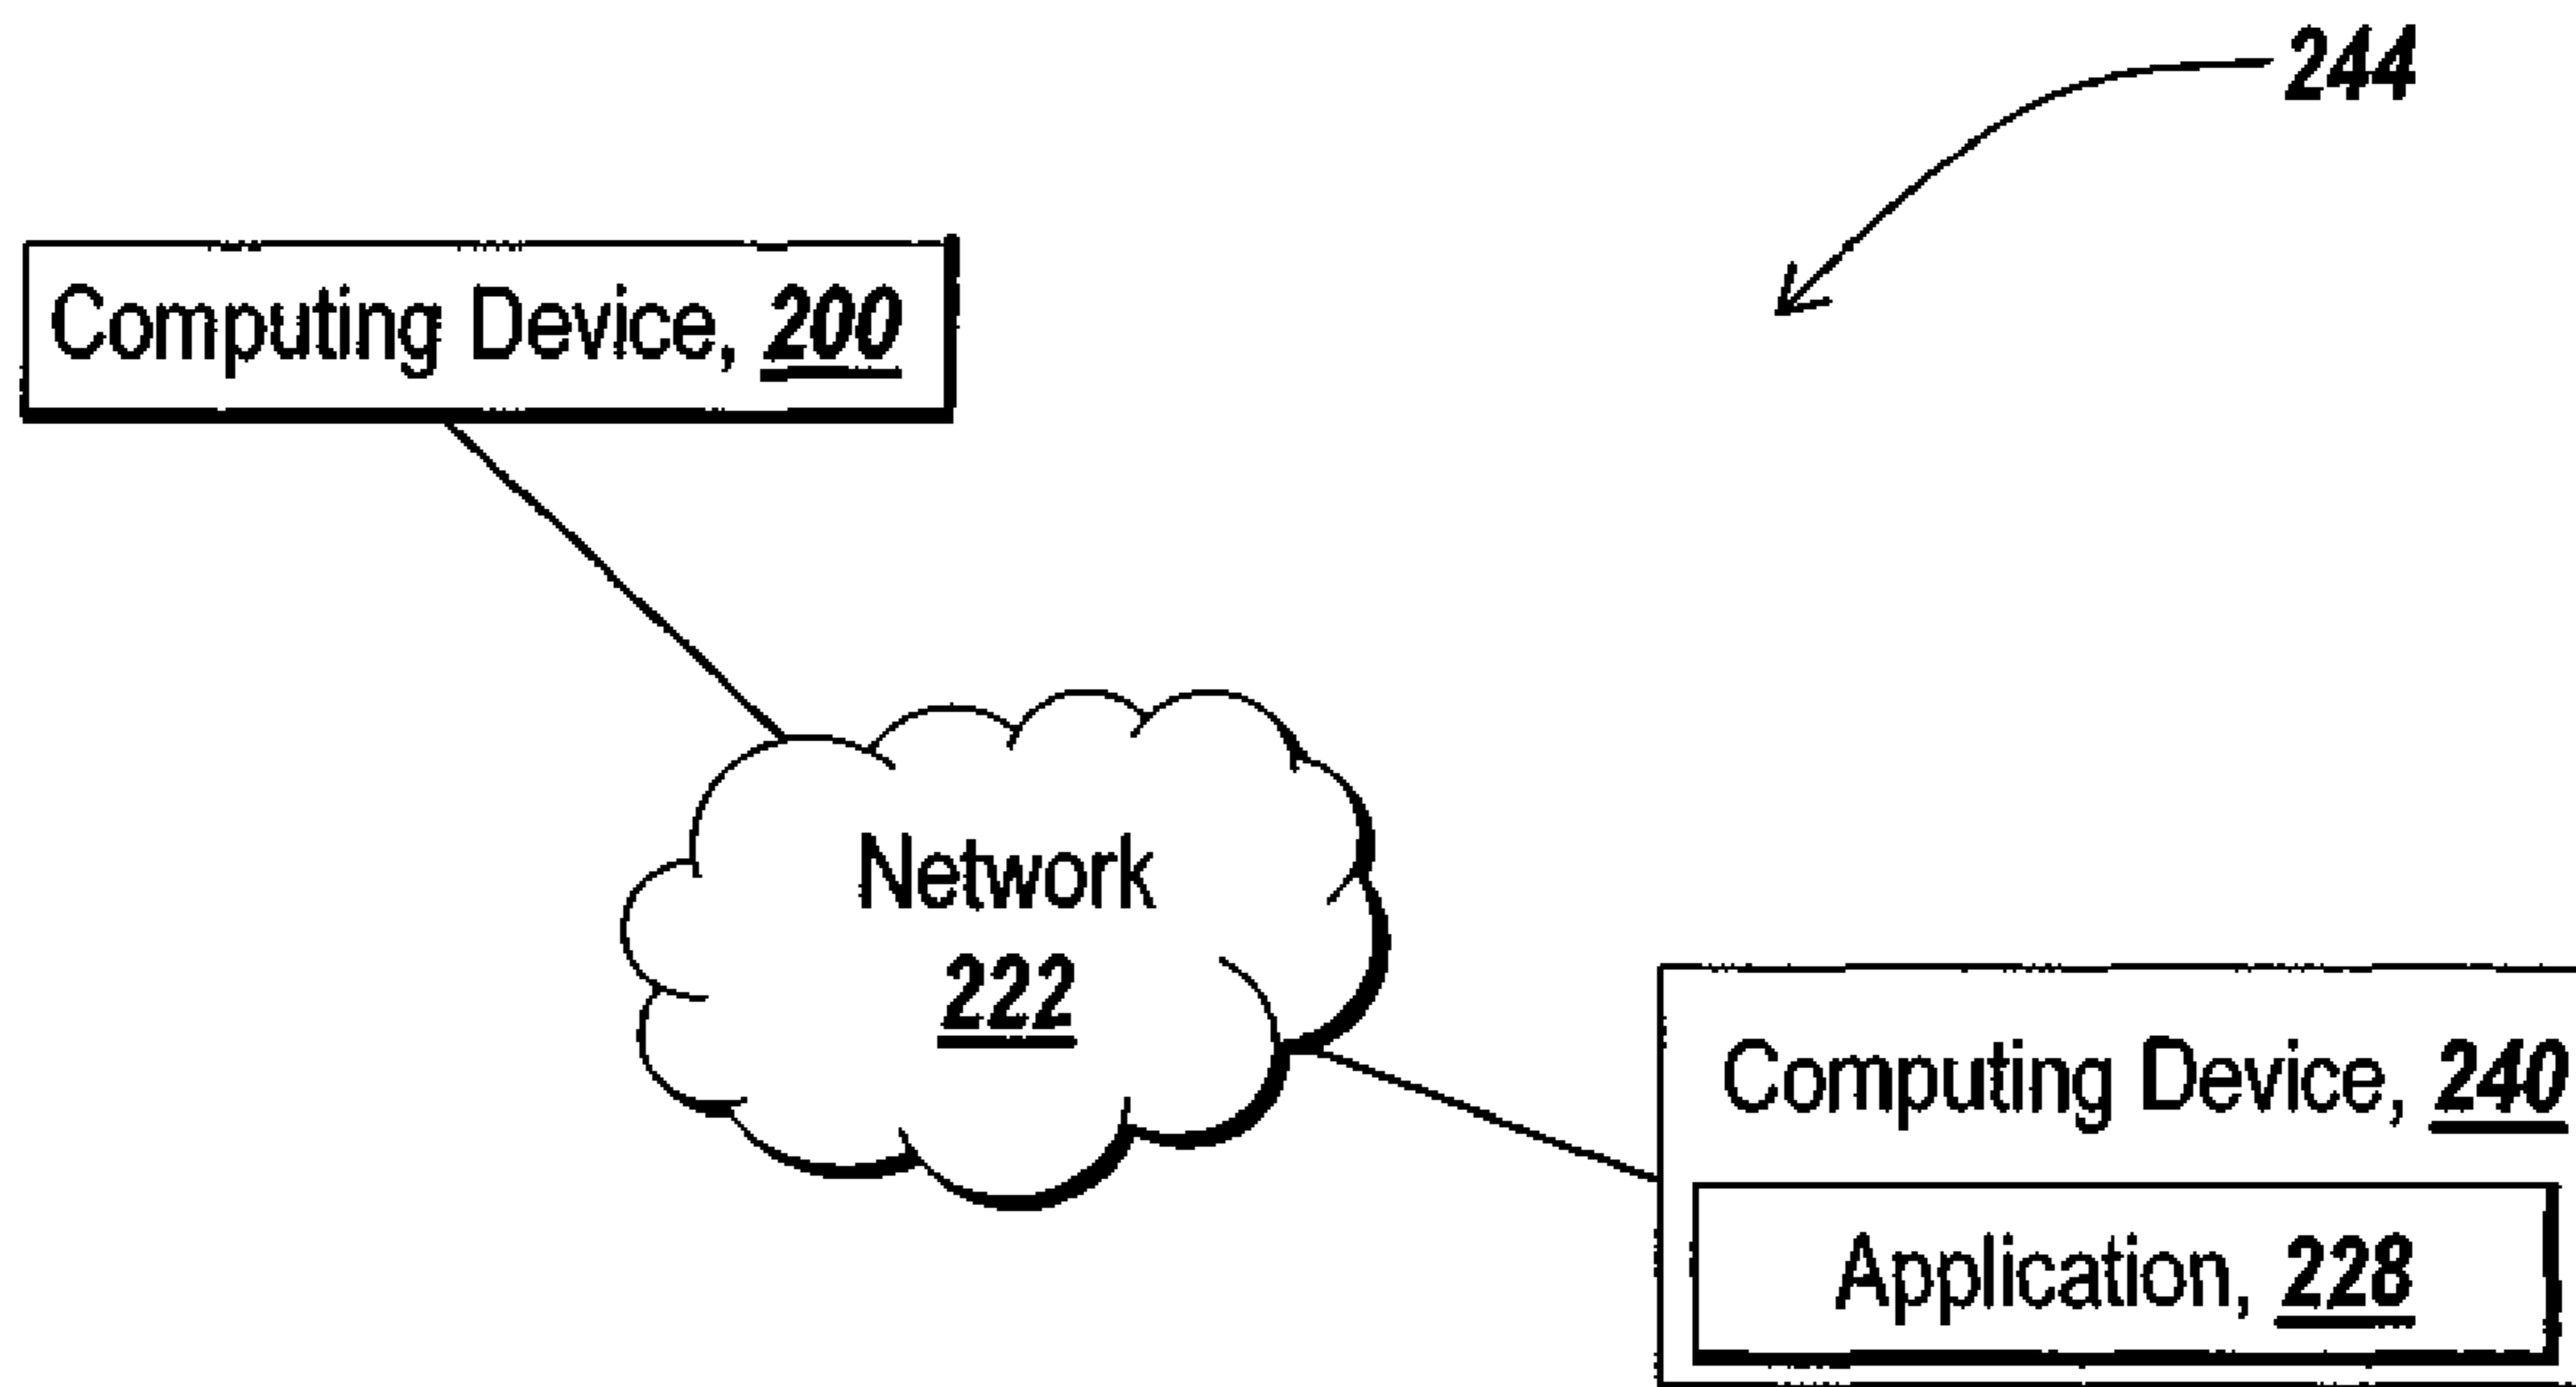 244
Computing Device, 200
Network
222
Computing Device, 240
Application, 228